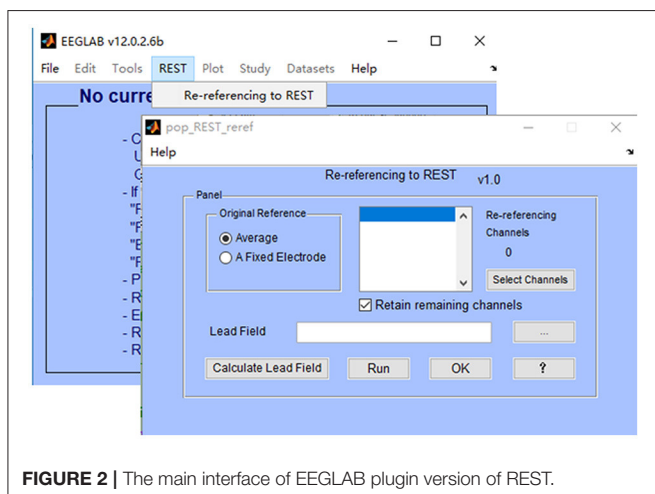 EEGLAB v12.0.2.6b
File Edit Tools REST Plot Study Datasets Help
No curre
Re-referencing to REST
pop_REST_reref
Help
- C
U
G
- If
"F
"F
"E
"F
- P
- R
- E
- R
- R
Re-referencing to REST v1.0
Panel
Original Reference
Average
A Fixed Electrode
Re-referencing
Channels
0
Select Channels
Retain remaining channels
Lead Field
...
Calculate Lead Field Run OK ?
FIGURE 2 | The main interface of EEGLAB plugin version of REST.